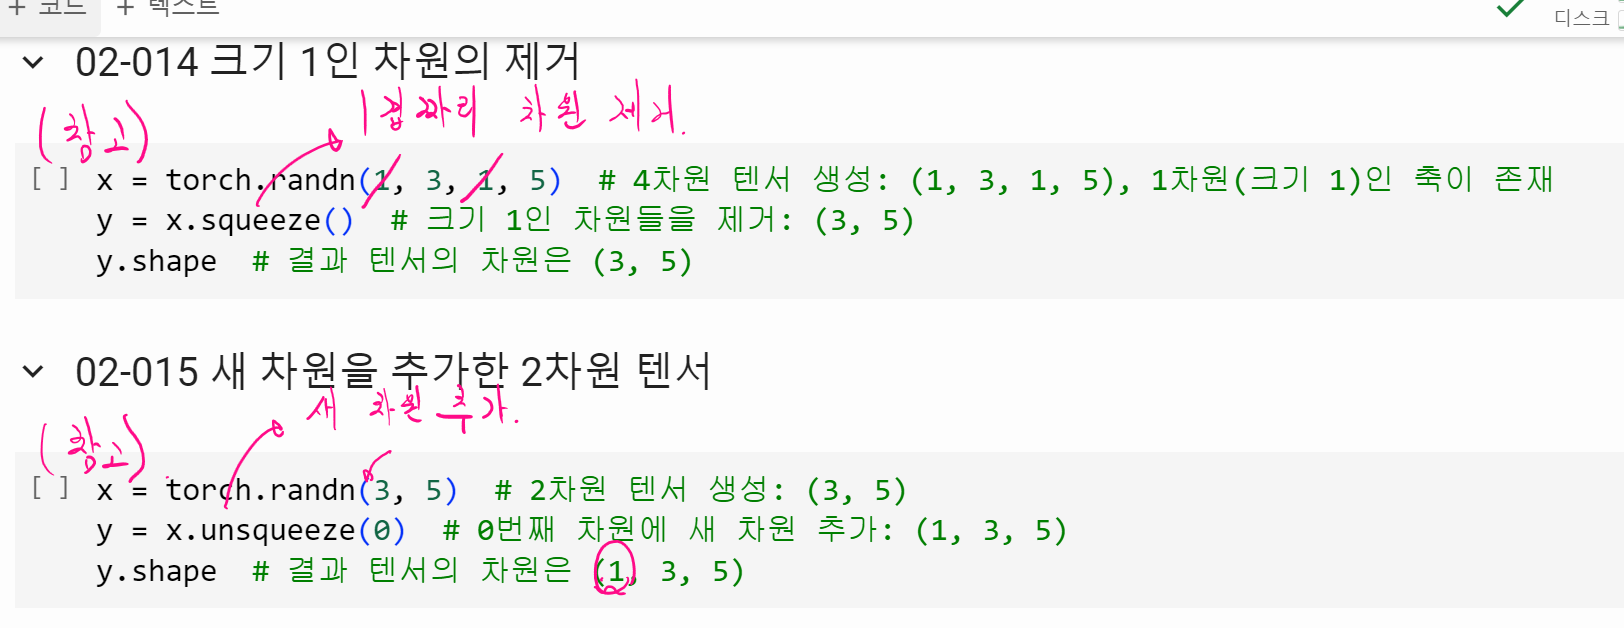 + 코드 + 텍스트
디스크
02-014 크기 1인 차원의 제거
(참고)
1겹짜리 차원 제거.
[ ] x = torch.randn(1, 3, 1, 5) # 4차원 텐서 생성: (1, 3, 1, 5), 1차원(크기 1)인 축이 존재
y = x.squeeze() # 크기 1인 차원들을 제거: (3, 5)
y.shape # 결과 텐서의 차원은 (3, 5)
02-015 새 차원을 추가한 2차원 텐서
(참고)
새 차원 추가.
[ ] x = torch.randn(3, 5) # 2차원 텐서 생성: (3, 5)
y = x.unsqueeze(0) # 0번째 차원에 새 차원 추가: (1, 3, 5)
y.shape # 결과 텐서의 차원은 (1, 3, 5)